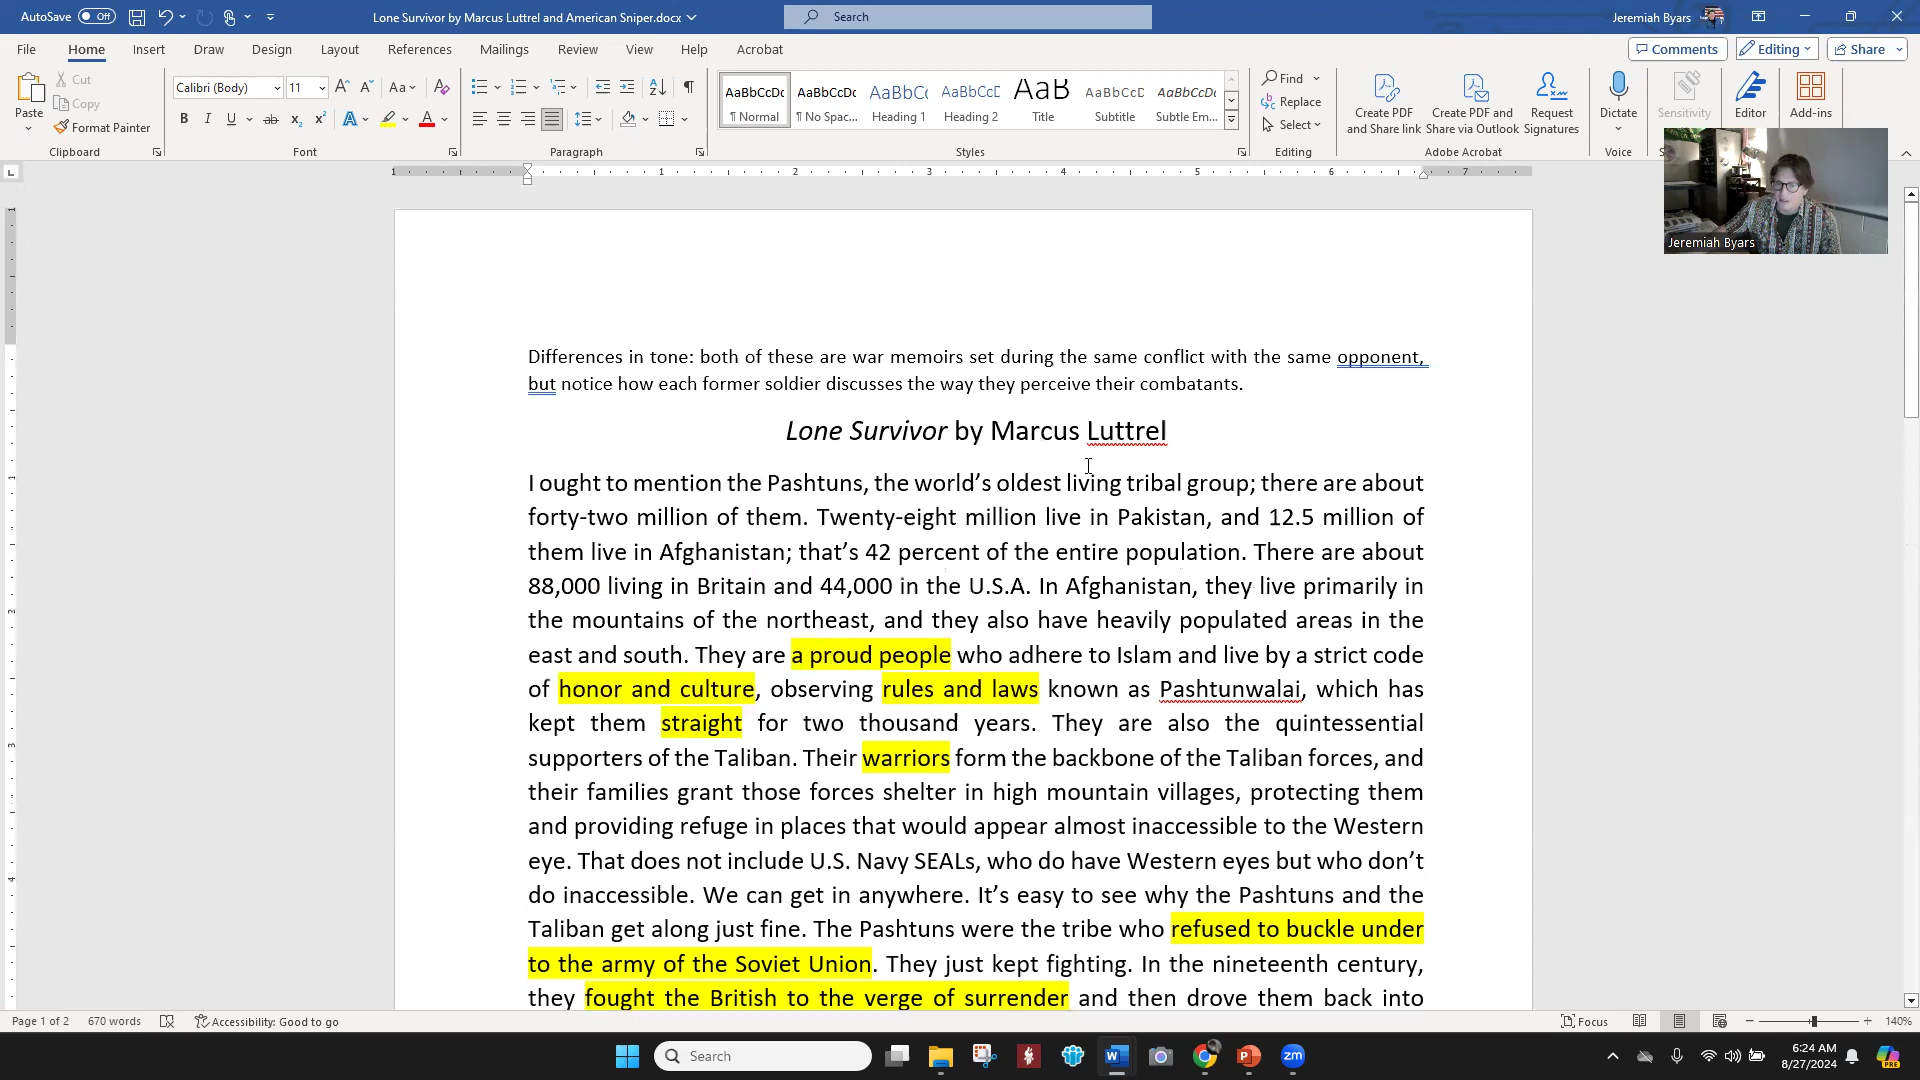 AutoSave Off Lone Survivor by Marcus Luttrel and American Sniper.docx Search Jeremiah Byars
File Home Insert Draw Design Layout References Mailings Review View Help Acrobat Comments Editing Share
Paste Cut Copy Format Painter
Clipboard
Calibri (Body) 11
Font
Paragraph
AaBbCcDc AaBbCcDc AaBbCc AaBbCcD AaB AaBbCcD AaBbCcDc
¶ Normal ¶ No Spac... Heading 1 Heading 2 Title Subtitle Subtle Em...
Styles
Find
Replace
Select
Editing
Create PDF and Share link
Create PDF and Share via Outlook
Request Signatures
Adobe Acrobat
Dictate
Voice
Sensitivity
Editor
Add-ins
Jeremiah Byars
1 1 2 3 4 5 6 7
Differences in tone: both of these are war memoirs set during the same conflict with the same opponent,
but notice how each former soldier discusses the way they perceive their combatants.
Lone Survivor by Marcus Luttrel
I ought to mention the Pashtuns, the world’s oldest living tribal group; there are about
forty-two million of them. Twenty-eight million live in Pakistan, and 12.5 million of
them live in Afghanistan; that’s 42 percent of the entire population. There are about
88,000 living in Britain and 44,000 in the U.S.A. In Afghanistan, they live primarily in
the mountains of the northeast, and they also have heavily populated areas in the
east and south. They are a proud people who adhere to Islam and live by a strict code
of honor and culture, observing rules and laws known as Pashtunwalai, which has
kept them straight for two thousand years. They are also the quintessential
supporters of the Taliban. Their warriors form the backbone of the Taliban forces, and
their families grant those forces shelter in high mountain villages, protecting them
and providing refuge in places that would appear almost inaccessible to the Western
eye. That does not include U.S. Navy SEALs, who do have Western eyes but who don’t
do inaccessible. We can get in anywhere. It’s easy to see why the Pashtuns and the
Taliban get along just fine. The Pashtuns were the tribe who refused to buckle under
to the army of the Soviet Union. They just kept fighting. In the nineteenth century,
they fought the British to the verge of surrender and then drove them back into
Page 1 of 2 670 words Accessibility: Good to go Focus 140%
Search
6:24 AM
8/27/2024